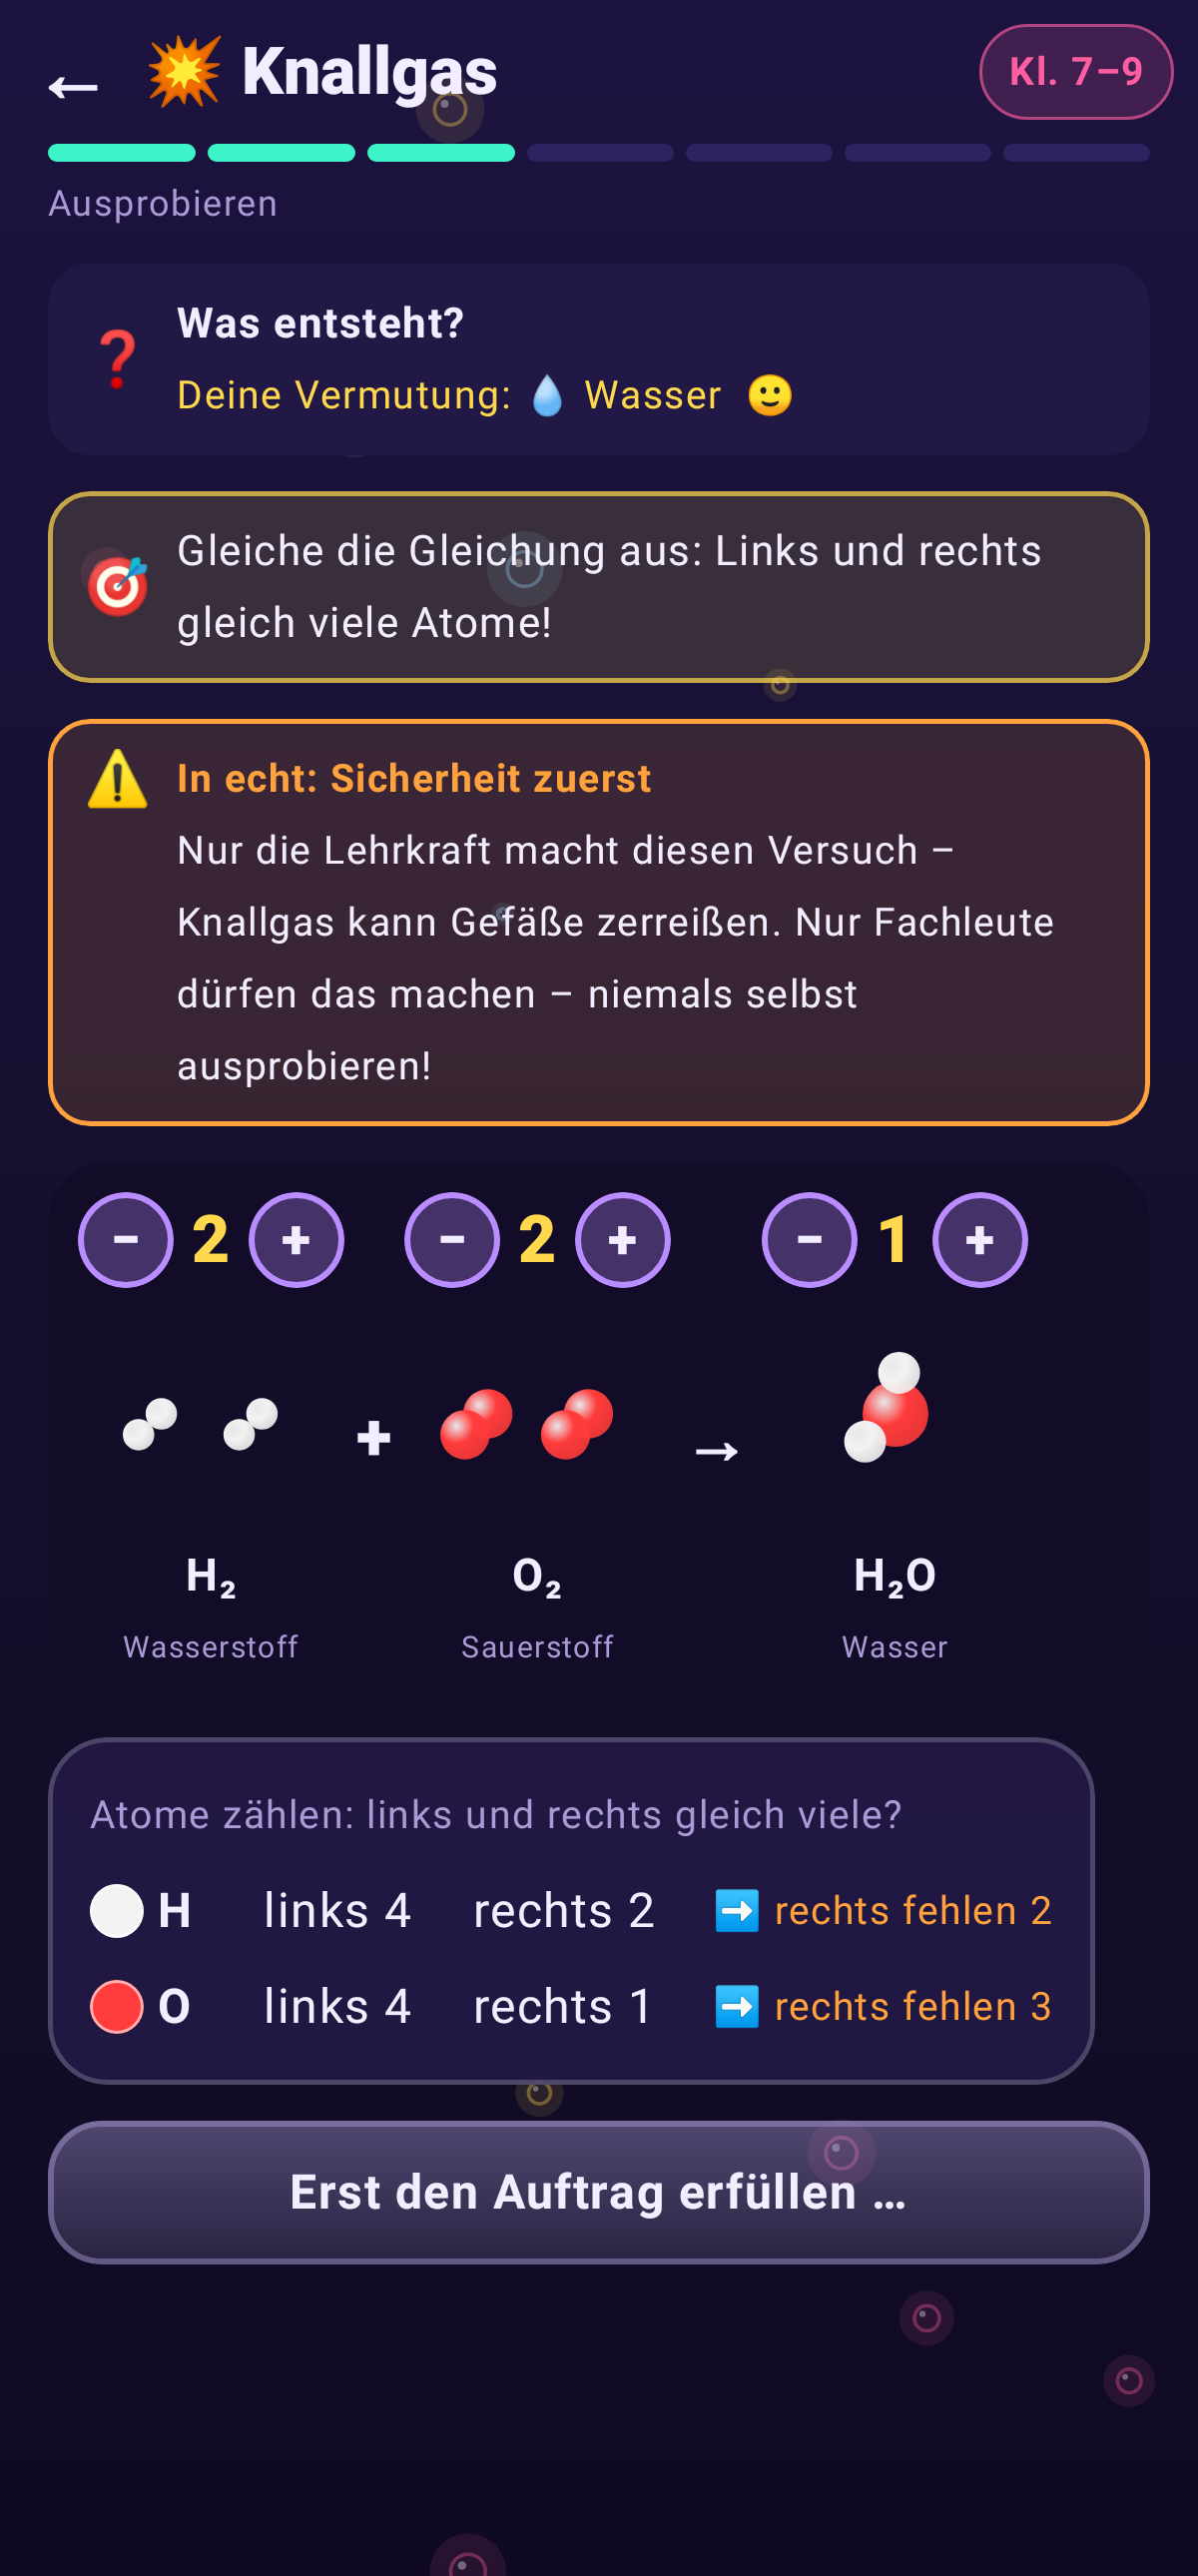 ← 💥 Knallgas
Kl. 7–9
Ausprobieren
❓ Was entsteht?
Deine Vermutung: 💧 Wasser 🙂
🎯 Gleiche die Gleichung aus: Links und rechts
gleich viele Atome!
⚠️ In echt: Sicherheit zuerst
Nur die Lehrkraft macht diesen Versuch –
Knallgas kann Gefäße zerreißen. Nur Fachleute
dürfen das machen – niemals selbst
ausprobieren!
− 2 + − 2 + − 1 +
+ →
H₂ O₂ H₂O
Wasserstoff Sauerstoff Wasser
Atome zählen: links und rechts gleich viele?
H links 4 rechts 2 ➡️ rechts fehlen 2
O links 4 rechts 1 ➡️ rechts fehlen 3
Erst den Auftrag erfüllen …